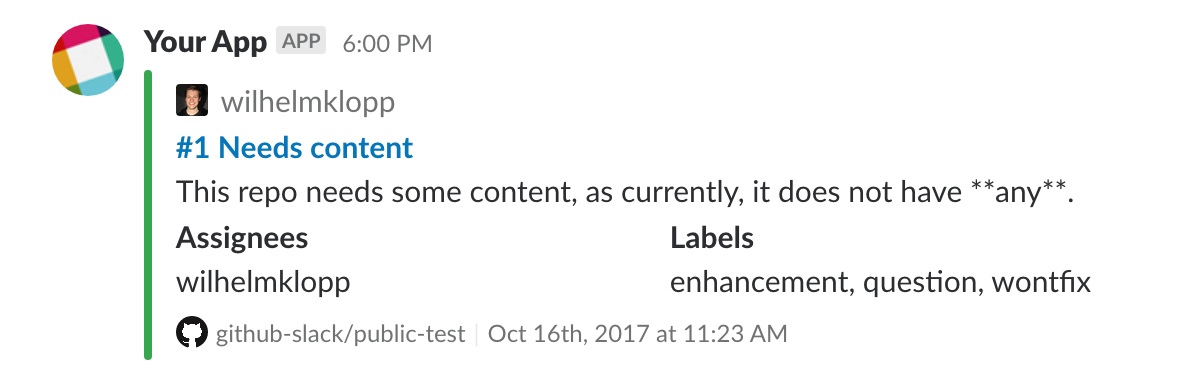 Your App APP 6:00 PM
wilhelmklopp
#1 Needs content
This repo needs some content, as currently, it does not have **any**.
Assignees Labels
wilhelmklopp enhancement, question, wontfix
github-slack/public-test | Oct 16th, 2017 at 11:23 AM